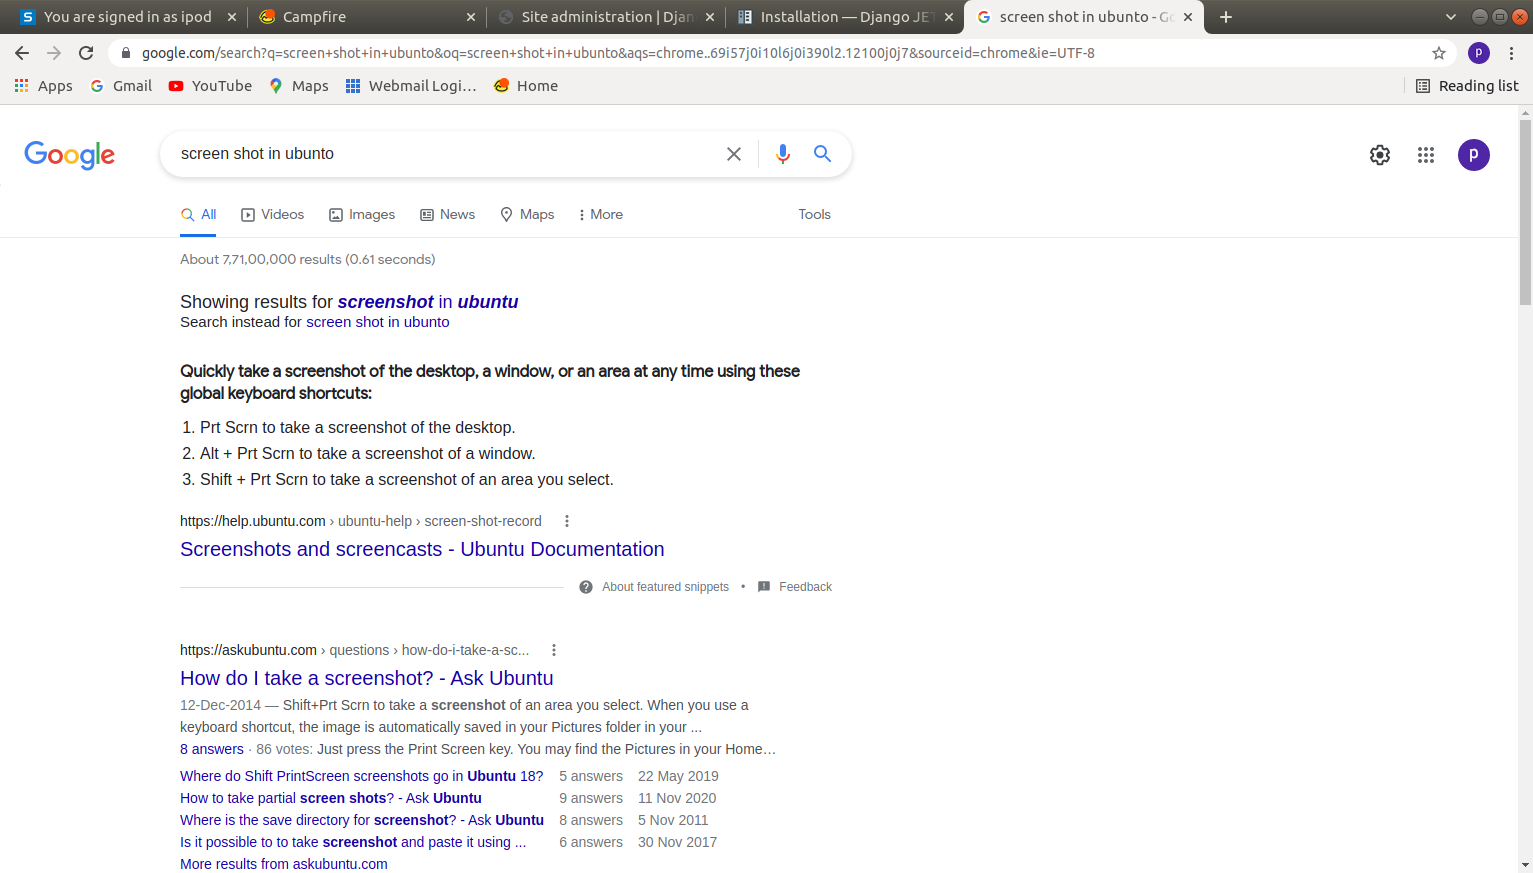 You are signed in as ipod
Campfire
Site administration | Djan
Installation — Django JET
screen shot in ubunto - Go
google.com/search?q=screen+shot+in+ubunto&oq=screen+shot+in+ubunto&aqs=chrome..69i57j0i10l6j0i390l2.12100j0j7&sourceid=chrome&ie=UTF-8
p
Apps
Gmail
YouTube
Maps
Webmail Logi...
Home
Reading list
Google
screen shot in ubunto
p
All
Videos
Images
News
Maps
More
Tools
About 7,71,00,000 results (0.61 seconds)
Showing results for screenshot in ubuntu
Search instead for screen shot in ubunto
Quickly take a screenshot of the desktop, a window, or an area at any time using these
global keyboard shortcuts:
1. Prt Scrn to take a screenshot of the desktop.
2. Alt + Prt Scrn to take a screenshot of a window.
3. Shift + Prt Scrn to take a screenshot of an area you select.
https://help.ubuntu.com › ubuntu-help › screen-shot-record
Screenshots and screencasts - Ubuntu Documentation
About featured snippets • Feedback
https://askubuntu.com › questions › how-do-i-take-a-sc...
How do I take a screenshot? - Ask Ubuntu
12-Dec-2014 — Shift+Prt Scrn to take a screenshot of an area you select. When you use a
keyboard shortcut, the image is automatically saved in your Pictures folder in your ...
8 answers · 86 votes: Just press the Print Screen key. You may find the Pictures in your Home…
Where do Shift PrintScreen screenshots go in Ubuntu 18? 5 answers 22 May 2019
How to take partial screen shots? - Ask Ubuntu 9 answers 11 Nov 2020
Where is the save directory for screenshot? - Ask Ubuntu 8 answers 5 Nov 2011
Is it possible to to take screenshot and paste it using ... 6 answers 30 Nov 2017
More results from askubuntu.com